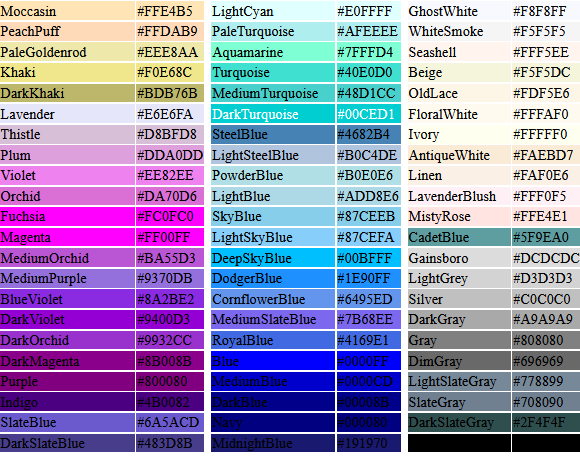 Moccasin #FFE4B5
PeachPuff #FFDAB9
PaleGoldenrod #EEE8AA
Khaki #F0E68C
DarkKhaki #BDB76B
Lavender #E6E6FA
Thistle #D8BFD8
Plum #DDA0DD
Violet #EE82EE
Orchid #DA70D6
Fuchsia #FC0FC0
Magenta #FF00FF
MediumOrchid #BA55D3
MediumPurple #9370DB
BlueViolet #8A2BE2
DarkViolet #9400D3
DarkOrchid #9932CC
DarkMagenta #8B008B
Purple #800080
Indigo #4B0082
SlateBlue #6A5ACD
DarkSlateBlue #483D8B
LightCyan #E0FFFF
PaleTurquoise #AFEEEE
Aquamarine #7FFFD4
Turquoise #40E0D0
MediumTurquoise #48D1CC
DarkTurquoise #00CED1
SteelBlue #4682B4
LightSteelBlue #B0C4DE
PowderBlue #B0E0E6
LightBlue #ADD8E6
SkyBlue #87CEEB
LightSkyBlue #87CEFA
DeepSkyBlue #00BFFF
DodgerBlue #1E90FF
CornflowerBlue #6495ED
MediumSlateBlue #7B68EE
RoyalBlue #4169E1
Blue #0000FF
MediumBlue #0000CD
DarkBlue #00008B
Navy #000080
MidnightBlue #191970
GhostWhite #F8F8FF
WhiteSmoke #F5F5F5
Seashell #FFF5EE
Beige #F5F5DC
OldLace #FDF5E6
FloralWhite #FFFAF0
Ivory #FFFFF0
AntiqueWhite #FAEBD7
Linen #FAF0E6
LavenderBlush #FFF0F5
MistyRose #FFE4E1
CadetBlue #5F9EA0
Gainsboro #DCDCDC
LightGrey #D3D3D3
Silver #C0C0C0
DarkGray #A9A9A9
Gray #808080
DimGray #696969
LightSlateGray #778899
SlateGray #708090
DarkSlateGray #2F4F4F